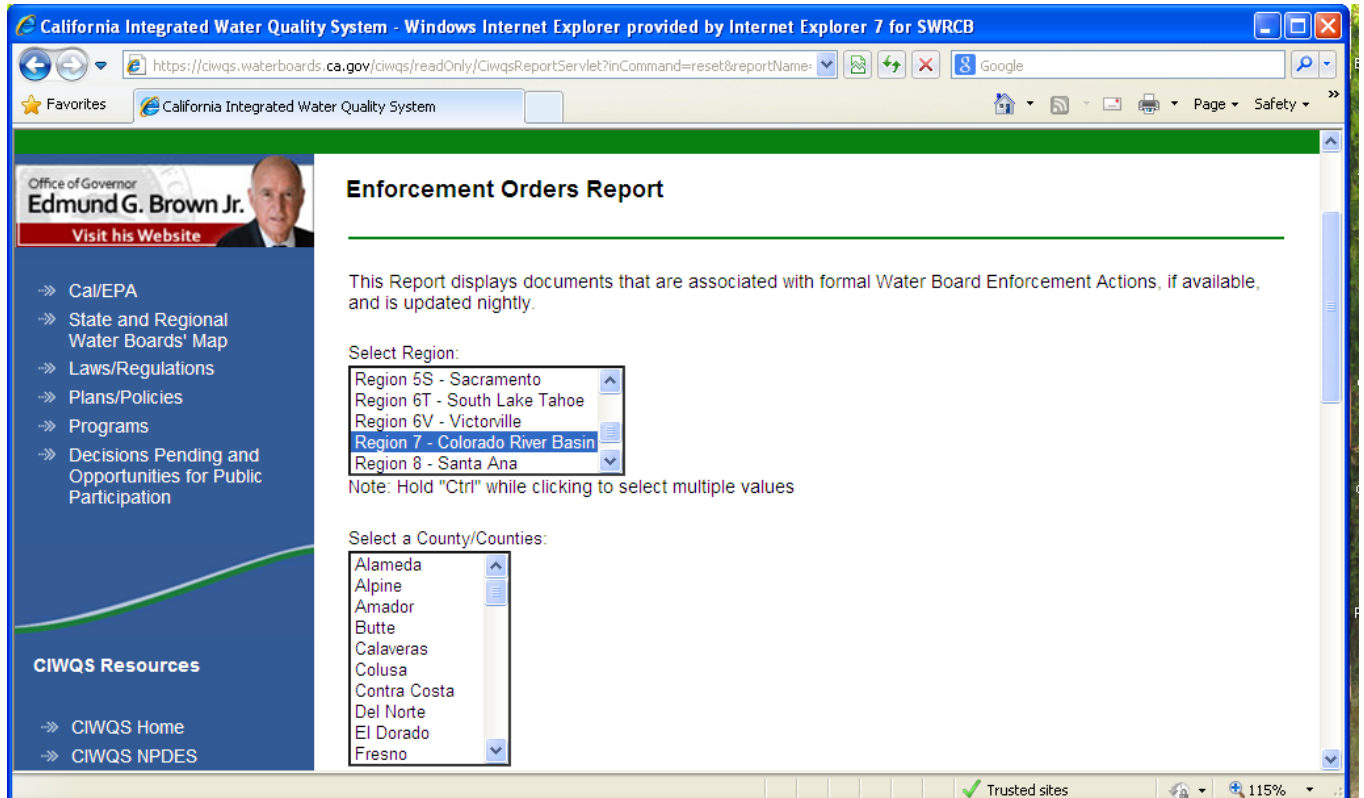 California Integrated Water Quality System - Windows Internet Explorer provided by Internet Explorer 7 for SWRCB
https://ciwqs.waterboards.ca.gov/ciwqs/readOnly/CiwqsReportServlet?inCommand=reset&reportName=
Google
Favorites
California Integrated Water Quality System
Page
Safety
»
Office of Governor
Edmund G. Brown Jr.
Visit his Website
Cal/EPA
State and Regional
Water Boards' Map
Laws/Regulations
Plans/Policies
Programs
Decisions Pending and
Opportunities for Public
Participation
CIWQS Resources
CIWQS Home
CIWQS NPDES
Enforcement Orders Report
This Report displays documents that are associated with formal Water Board Enforcement Actions, if available,
and is updated nightly.
Select Region:
Region 5S - Sacramento
Region 6T - South Lake Tahoe
Region 6V - Victorville
Region 7 - Colorado River Basin
Region 8 - Santa Ana
Note: Hold "Ctrl" while clicking to select multiple values
Select a County/Counties:
Alameda
Alpine
Amador
Butte
Calaveras
Colusa
Contra Costa
Del Norte
El Dorado
Fresno
Trusted sites
115%